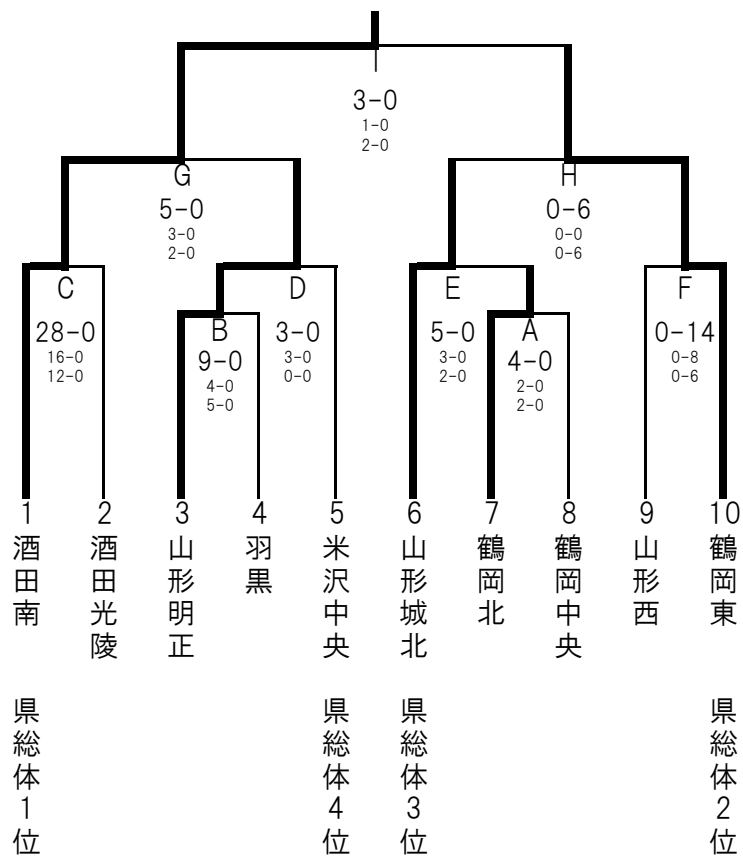 3-0
1-0
2-0
G
5-0
3-0
2-0
H
0-6
0-0
0-6
C
28-0
16-0
12-0
B
9-0
4-0
5-0
D
3-0
3-0
0-0
E
5-0
3-0
2-0
A
4-0
2-0
2-0
F
0-14
0-8
0-6
1 酒田南 県総体1位
2 酒田光陵
3 山形明正
4 羽黒
5 米沢中央 県総体4位
6 山形城北 県総体3位
7 鶴岡北
8 鶴岡中央
9 山形西
10 鶴岡東 県総体2位